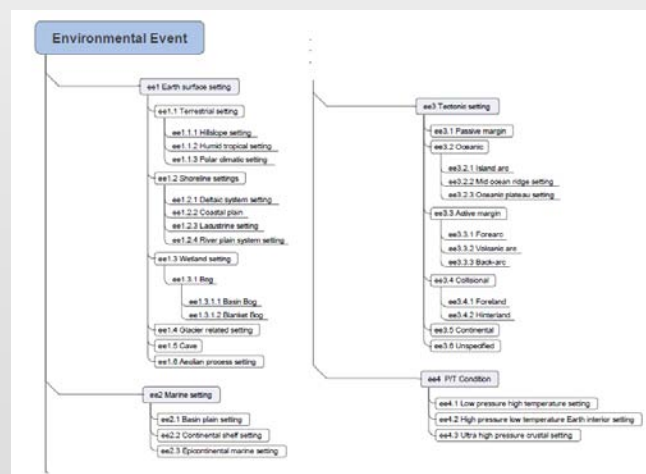 Environmental Event
ee1 Earth surface setting
ee1.1 Terrestrial setting
ee1.1.1 Hillslope setting
ee1.1.2 Humid tropical setting
ee1.1.3 Polar climatic setting
ee1.2 Shoreline settings
ee1.2.1 Deltaic system setting
ee1.2.2 Coastal plain
ee1.2.3 Lacustrine setting
ee1.2.4 River plain system setting
ee1.3 Wetland setting
ee1.3.1 Bog
ee1.3.1.1 Basin Bog
ee1.3.1.2 Blanket Bog
ee1.4 Glacier related setting
ee1.5 Cave
ee1.6 Aeolian process setting
ee2 Marine setting
ee2.1 Basin plain setting
ee2.2 Continental shelf setting
ee2.3 Epicontinental marine setting
ee3 Tectonic setting
ee3.1 Passive margin
ee3.2 Oceanic
ee3.2.1 Island arc
ee3.2.2 Mid ocean ridge setting
ee3.2.3 Oceanic plateau setting
ee3.3 Active margin
ee3.3.1 Forearc
ee3.3.2 Volcanic arc
ee3.3.3 Back-arc
ee3.4 Collisional
ee3.4.1 Foreland
ee3.4.2 Hinterland
ee3.5 Continental
ee3.6 Unspecified
ee4 P/T Condition
ee4.1 Low pressure high temperature setting
ee4.2 High pressure low temperature Earth interior setting
ee4.3 Ultra high pressure crustal setting